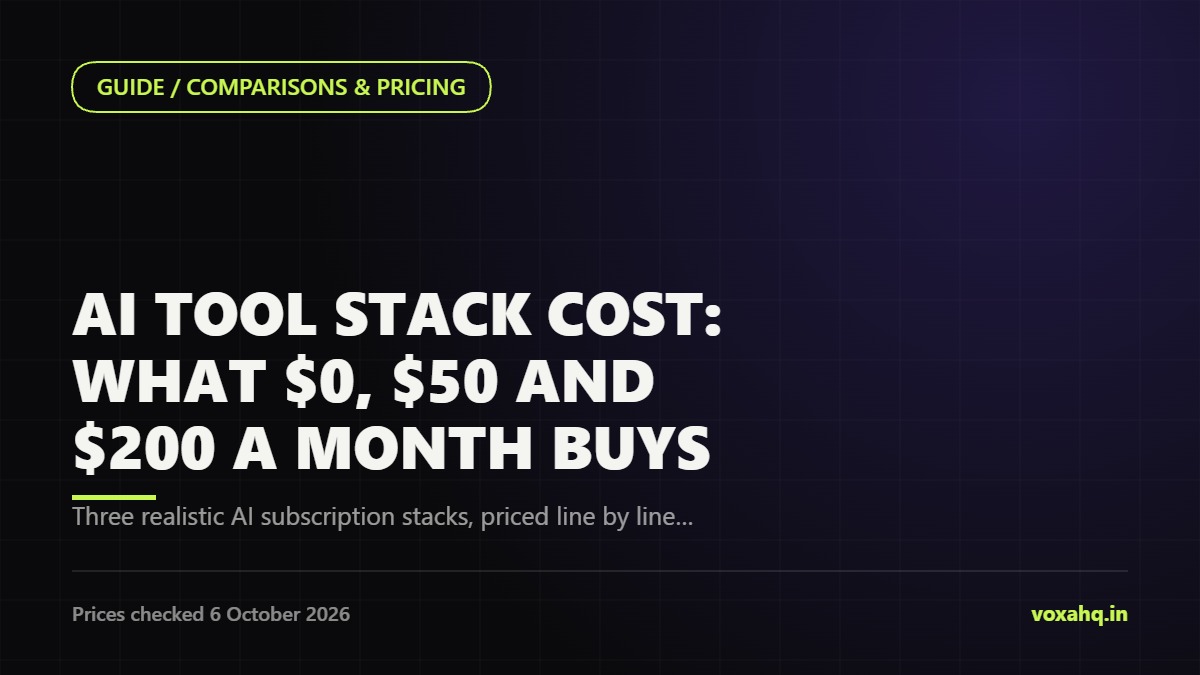 GUIDE / COMPARISONS & PRICING
AI TOOL STACK COST:
WHAT $0, $50 AND
$200 A MONTH BUYS
Three realistic AI subscription stacks, priced line by line...
Prices checked 6 October 2026
voxahq.in